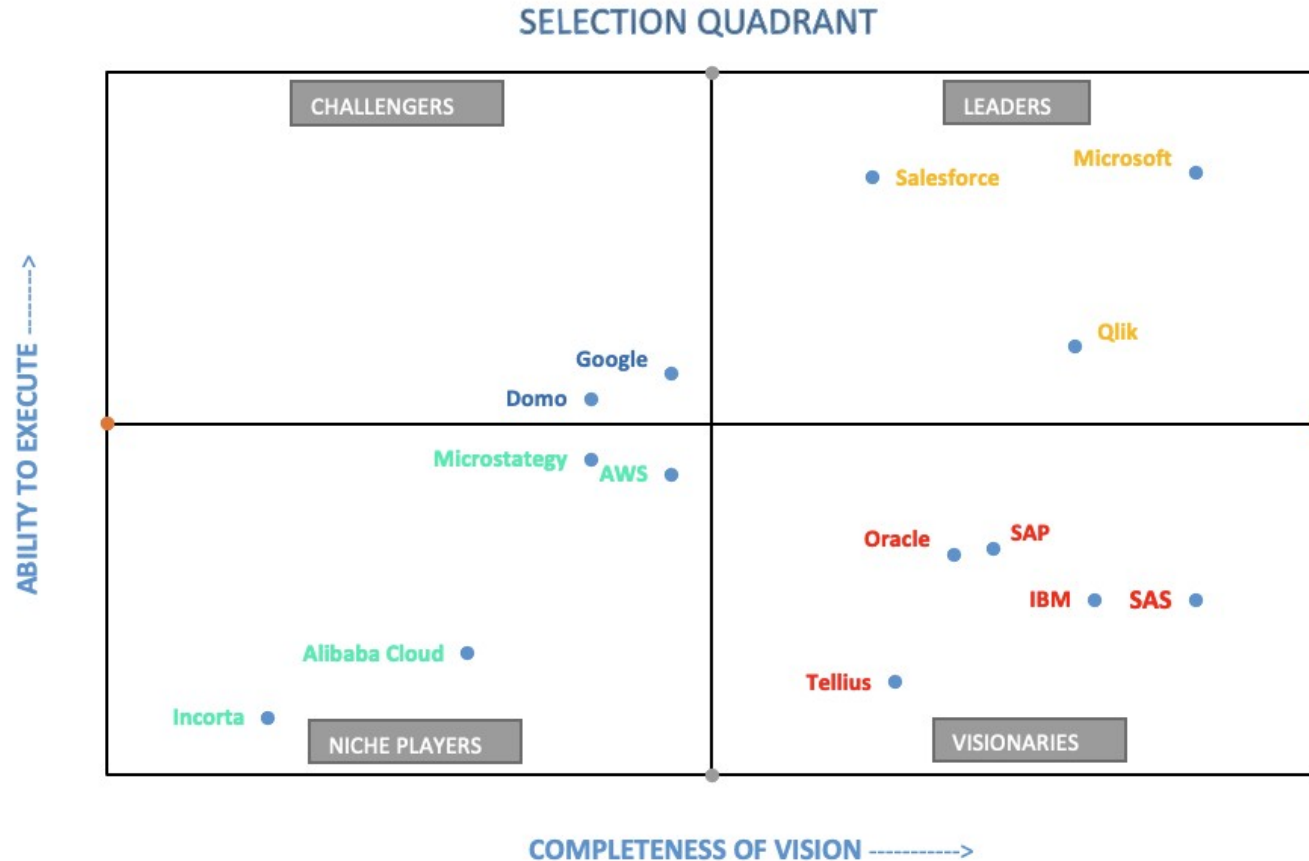 SELECTION QUADRANT
CHALLENGERS
LEADERS
Microsoft
Salesforce
Qlik
Google
Domo
Microstategy
AWS
Oracle
SAP
IBM
SAS
Alibaba Cloud
Tellius
Incorta
NICHE PLAYERS
VISIONARIES
ABILITY TO EXECUTE --------->
COMPLETENESS OF VISION ----------->